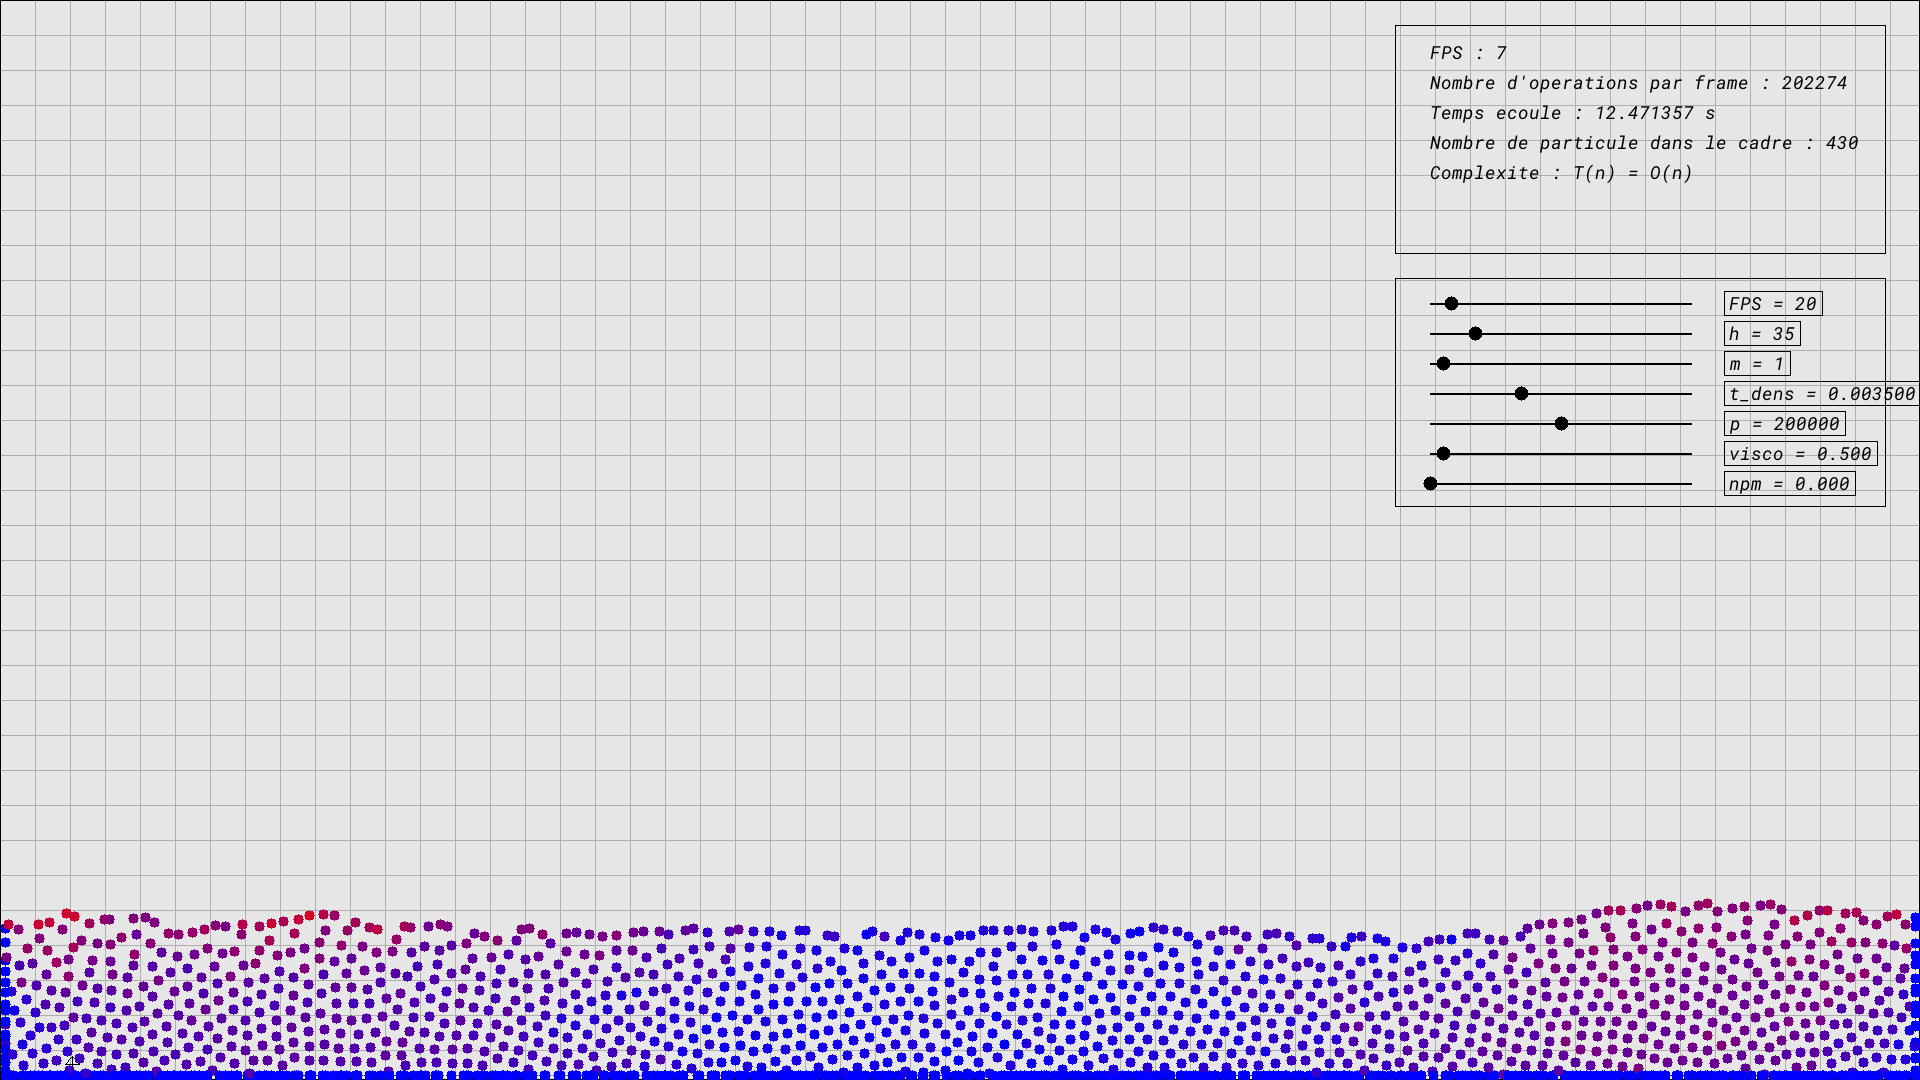 FPS : 7
Nombre d'operations par frame : 202274
Temps ecoule : 12.471357 s
Nombre de particule dans le cadre : 430
Complexite : T(n) = O(n)
FPS = 20
h = 35
m = 1
t_dens = 0.003500
p = 200000
visco = 0.500
npm = 0.000